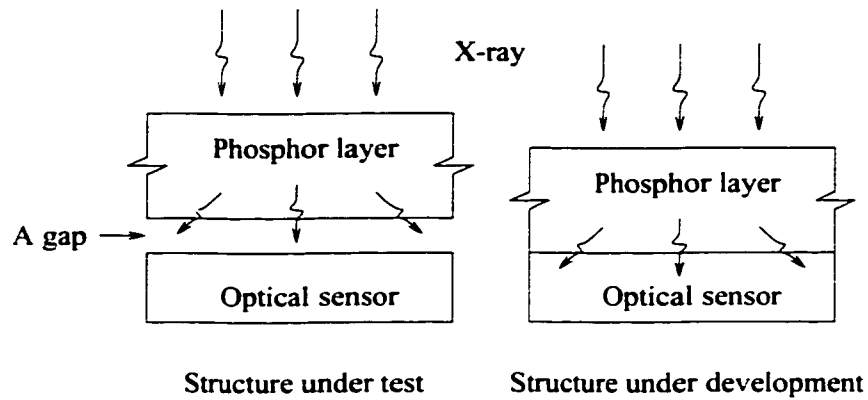 X-ray
Phosphor layer
Phosphor layer
A gap
Optical sensor
Optical sensor
Structure under test
Structure under development